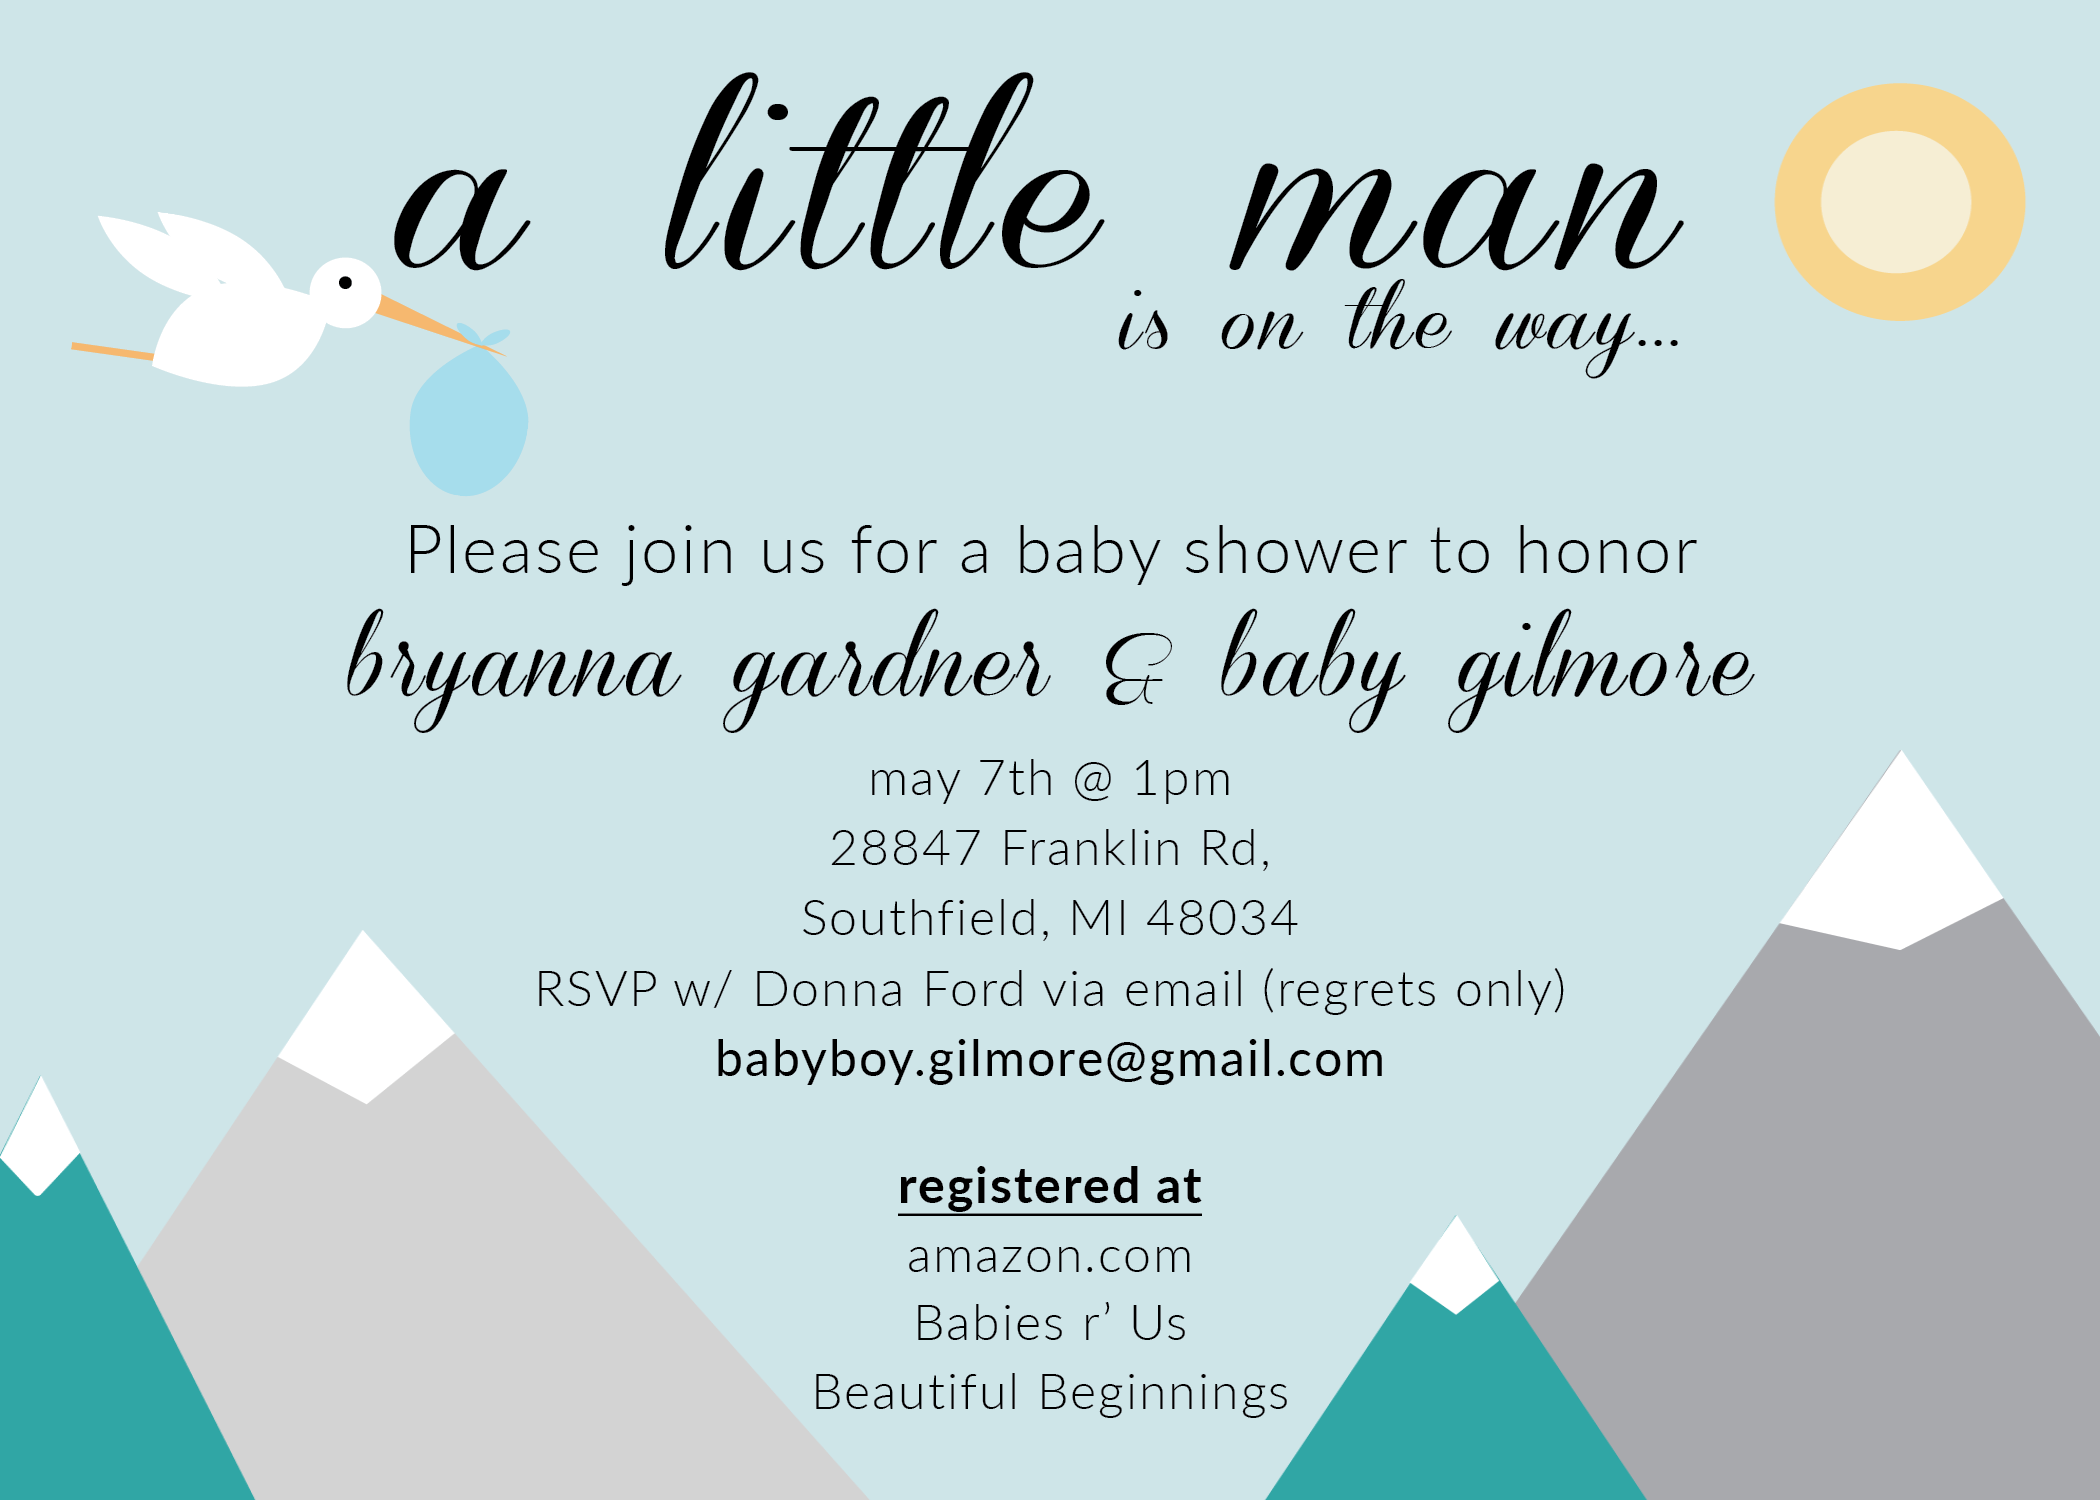 a little man
is on the way...
Please join us for a baby shower to honor
bryanna gardner & baby gilmore
may 7th @ 1pm
28847 Franklin Rd,
Southfield, MI 48034
RSVP w/ Donna Ford via email (regrets only)
babyboy.gilmore@gmail.com
registered at
amazon.com
Babies r’ Us
Beautiful Beginnings